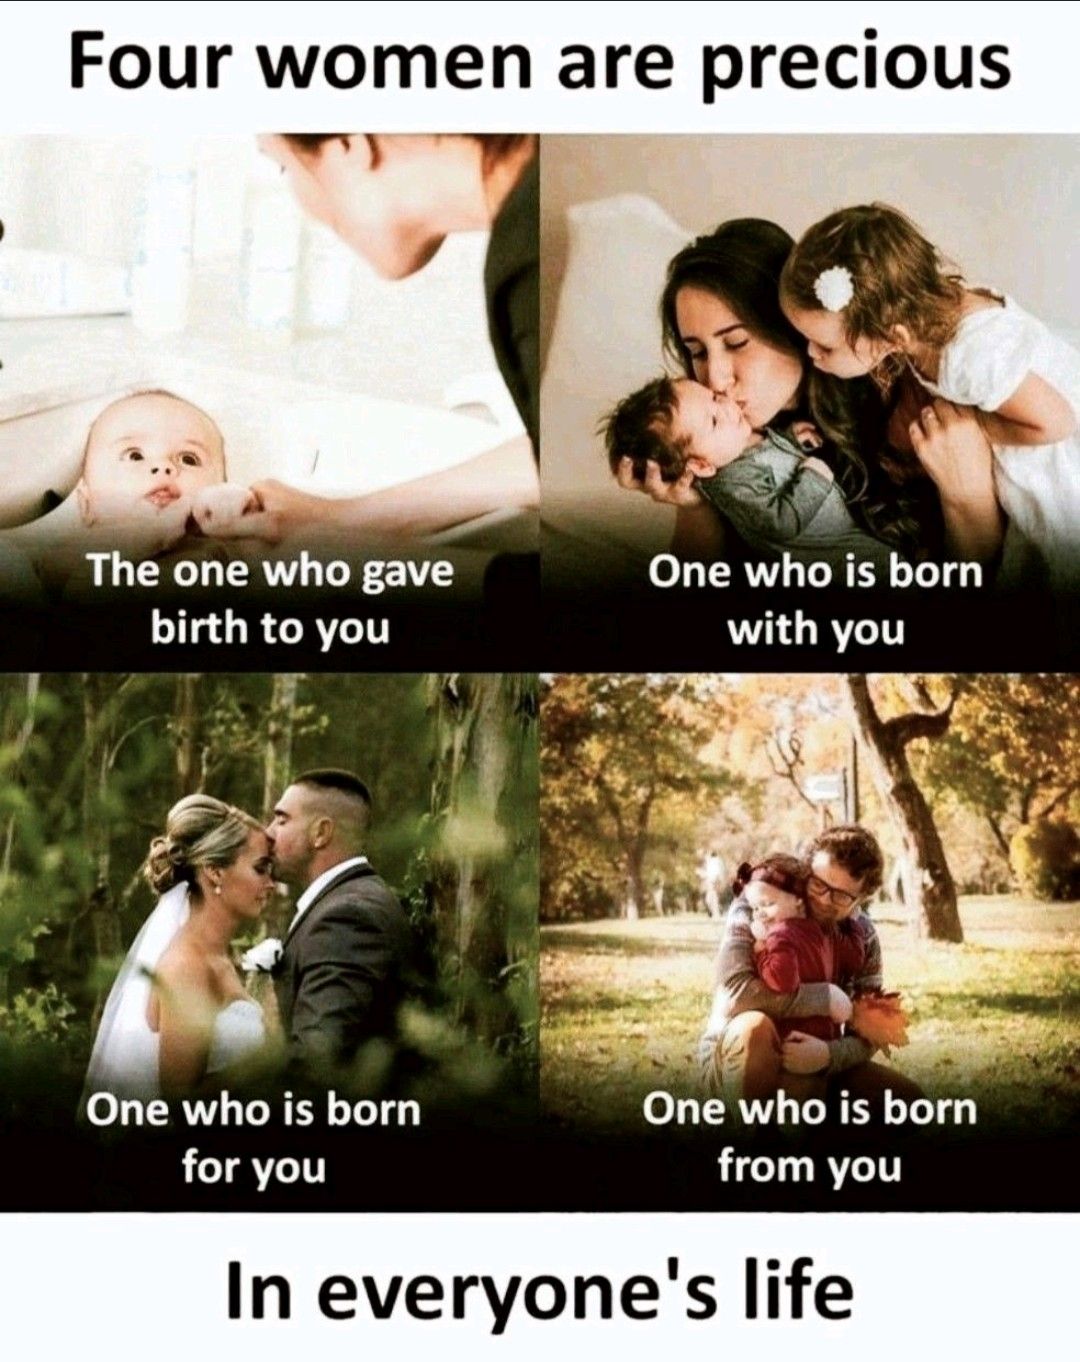 Four women are precious
The one who gave
birth to you
One who is born
with you
One who is born
for you
One who is born
from you
In everyone's life